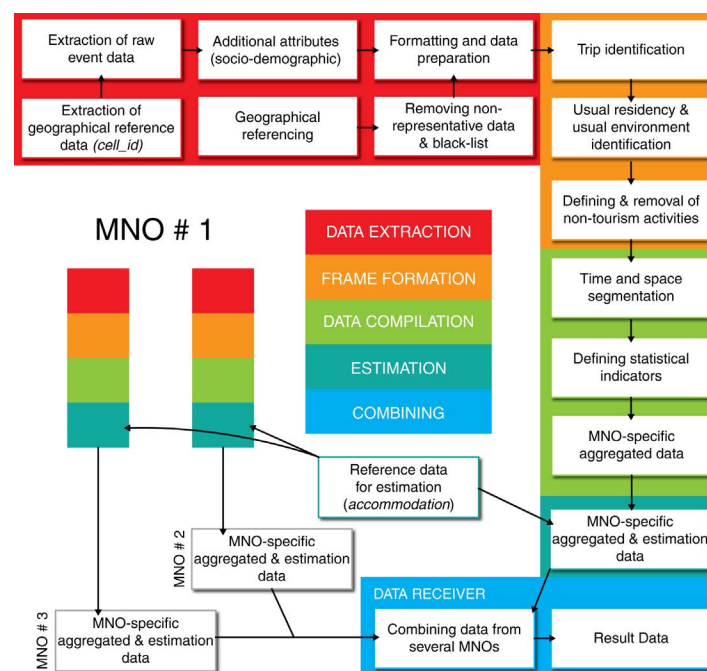 Extraction of raw
event data
Additional attributes
(socio-demographic)
Formatting and data
preparation
Trip identification
Extraction of
geographical reference
data (cell_id)
Geographical
referencing
Removing non-
representative data
& black-list
Usual residency &
usual environment
identification
Defining & removal of
non-tourism activities
MNO # 1
DATA EXTRACTION
FRAME FORMATION
DATA COMPILATION
ESTIMATION
COMBINING
Time and space
segmentation
Defining statistical
indicators
MNO-specific
aggregated data
Reference data
for estimation
(accommodation)
MNO-specific
aggregated & estimation
data
MNO # 2
MNO-specific
aggregated & estimation
data
MNO # 3
MNO-specific
aggregated & estimation
data
DATA RECEIVER
Combining data from
several MNOs
Result Data